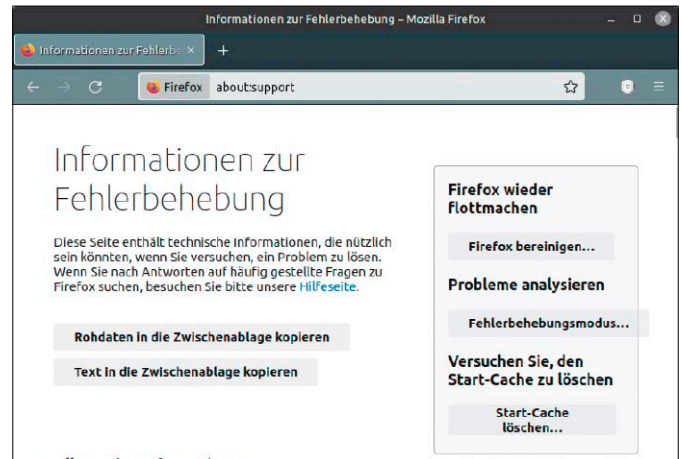 Informationen zur Fehlerbehebung – Mozilla Firefox
Informationen zur Fehlerbe
Firefox about:support
Informationen zur
Fehlerbehebung
Diese Seite enthält technische Informationen, die nützlich
sein könnten, wenn Sie versuchen, ein Problem zu lösen.
Wenn Sie nach Antworten auf häufig gestellte Fragen zu
Firefox suchen, besuchen Sie bitte unsere Hilfeseite.
Rohdaten in die Zwischenablage kopieren
Text in die Zwischenablage kopieren
Firefox wieder
flottmachen
Firefox bereinigen...
Probleme analysieren
Fehlerbehebungsmodus...
Versuchen Sie, den
Start-Cache zu löschen
Start-Cache
löschen...